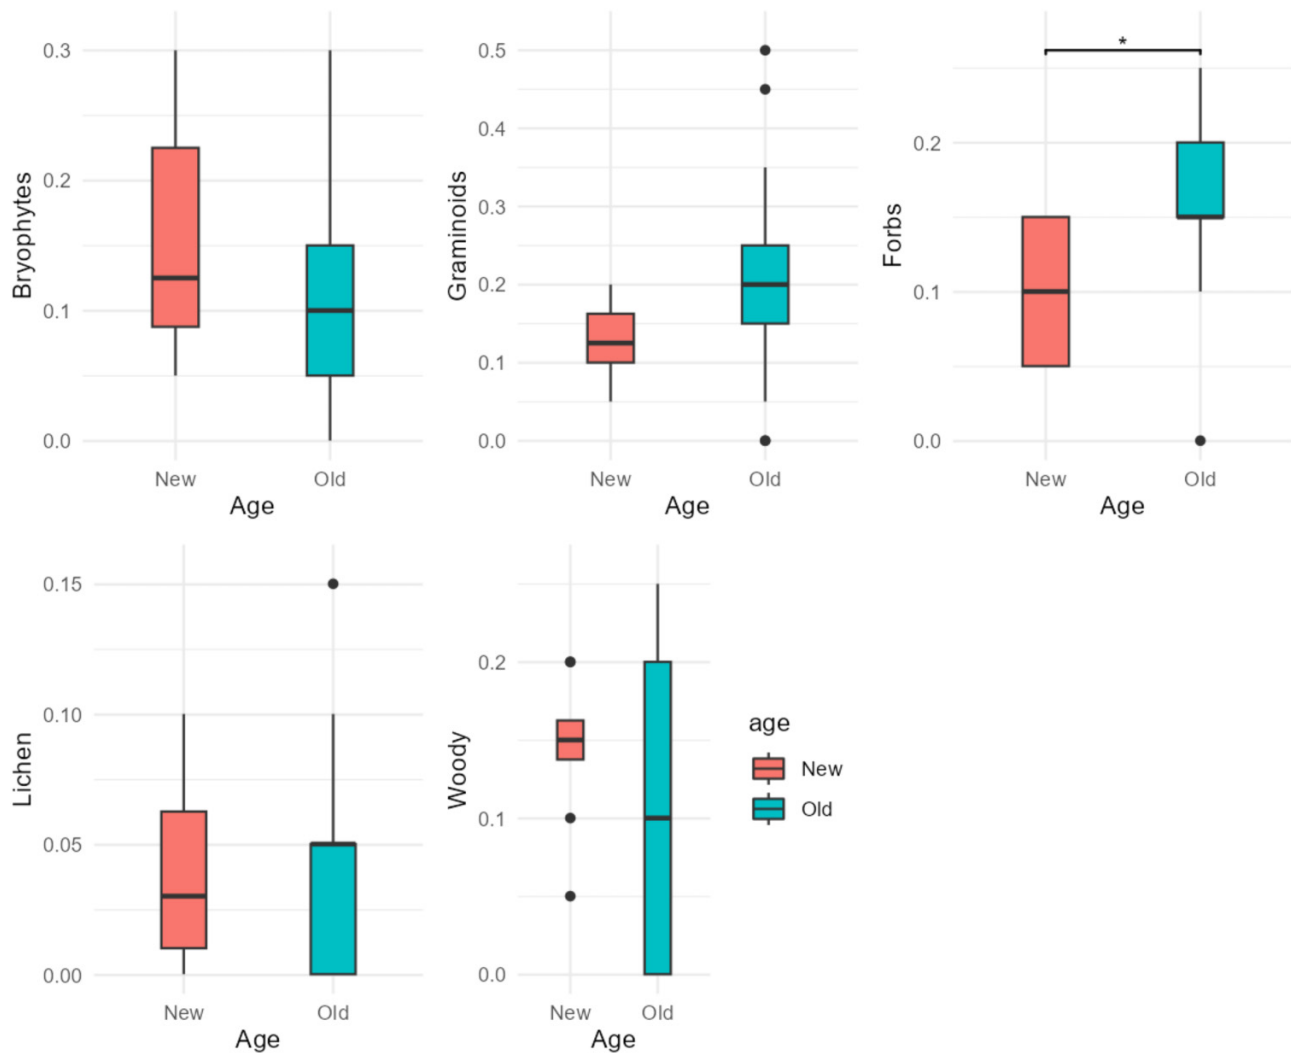 Bryophytes
0.3
0.2
0.1
0.0
New Old
Age
Graminoids
0.5
0.4
0.3
0.2
0.1
0.0
New Old
Age
Forbs
*
0.2
0.1
0.0
New Old
Age
Lichen
0.15
0.10
0.05
0.00
New Old
Age
Woody
0.2
0.1
0.0
New Old
Age
age
New
Old